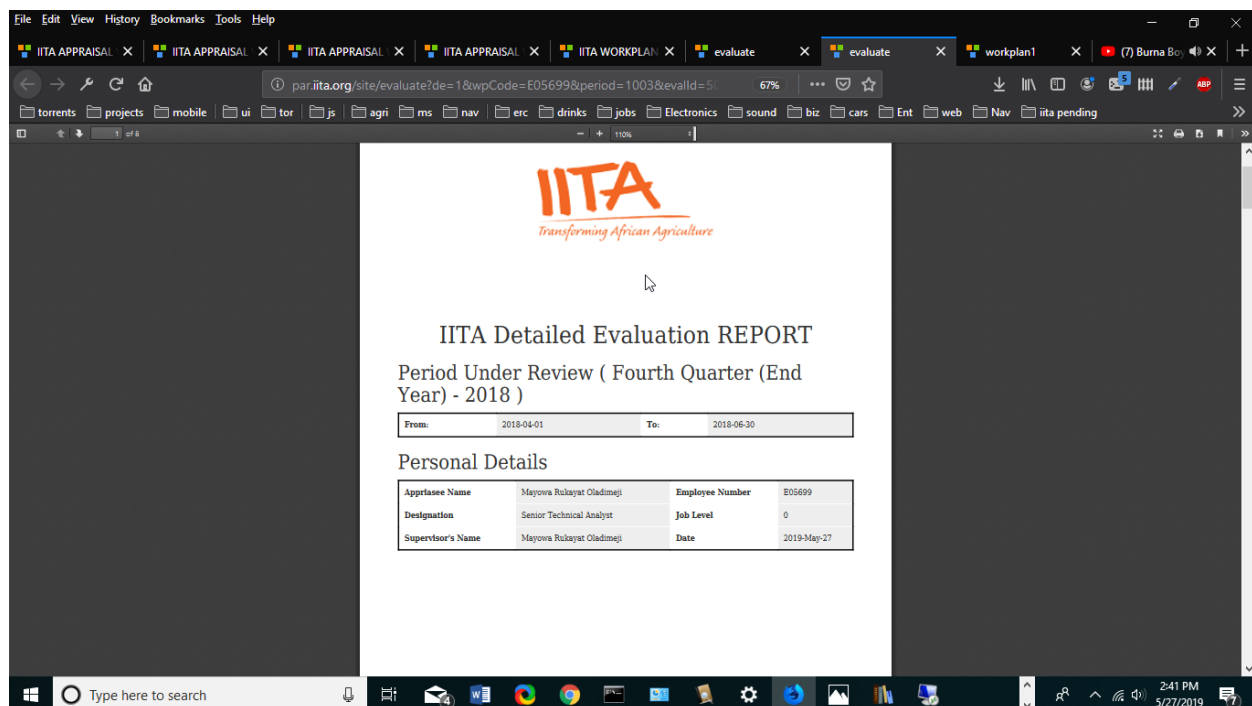 File Edit View History Bookmarks Tools Help
IITA APPRAISAL IITA APPRAISAL IITA APPRAISAL IITA APPRAISAL IITA WORKPLAN evaluate evaluate workplan1 (7) Burna Boy
par.iita.org/site/evaluate?de=1&wpCode=E05699&period=1003&evalId=50 67% ABP 5
torrents projects mobile ui tor js agri ms nav erc drinks jobs Electronics sound biz cars Ent web Nav iita pending
1 of 8 110%
IITA
Transforming African Agriculture
IITA Detailed Evaluation REPORT
Period Under Review ( Fourth Quarter (End
Year) - 2018 )
From: 2018-04-01 To: 2018-06-30
Personal Details
Appriasee Name Mayowa Rukayat Oladimeji Employee Number E05699
Designation Senior Technical Analyst Job Level 0
Supervisor's Name Mayowa Rukayat Oladimeji Date 2019-May-27
Type here to search 4 2:41 PM
5/27/2019 7